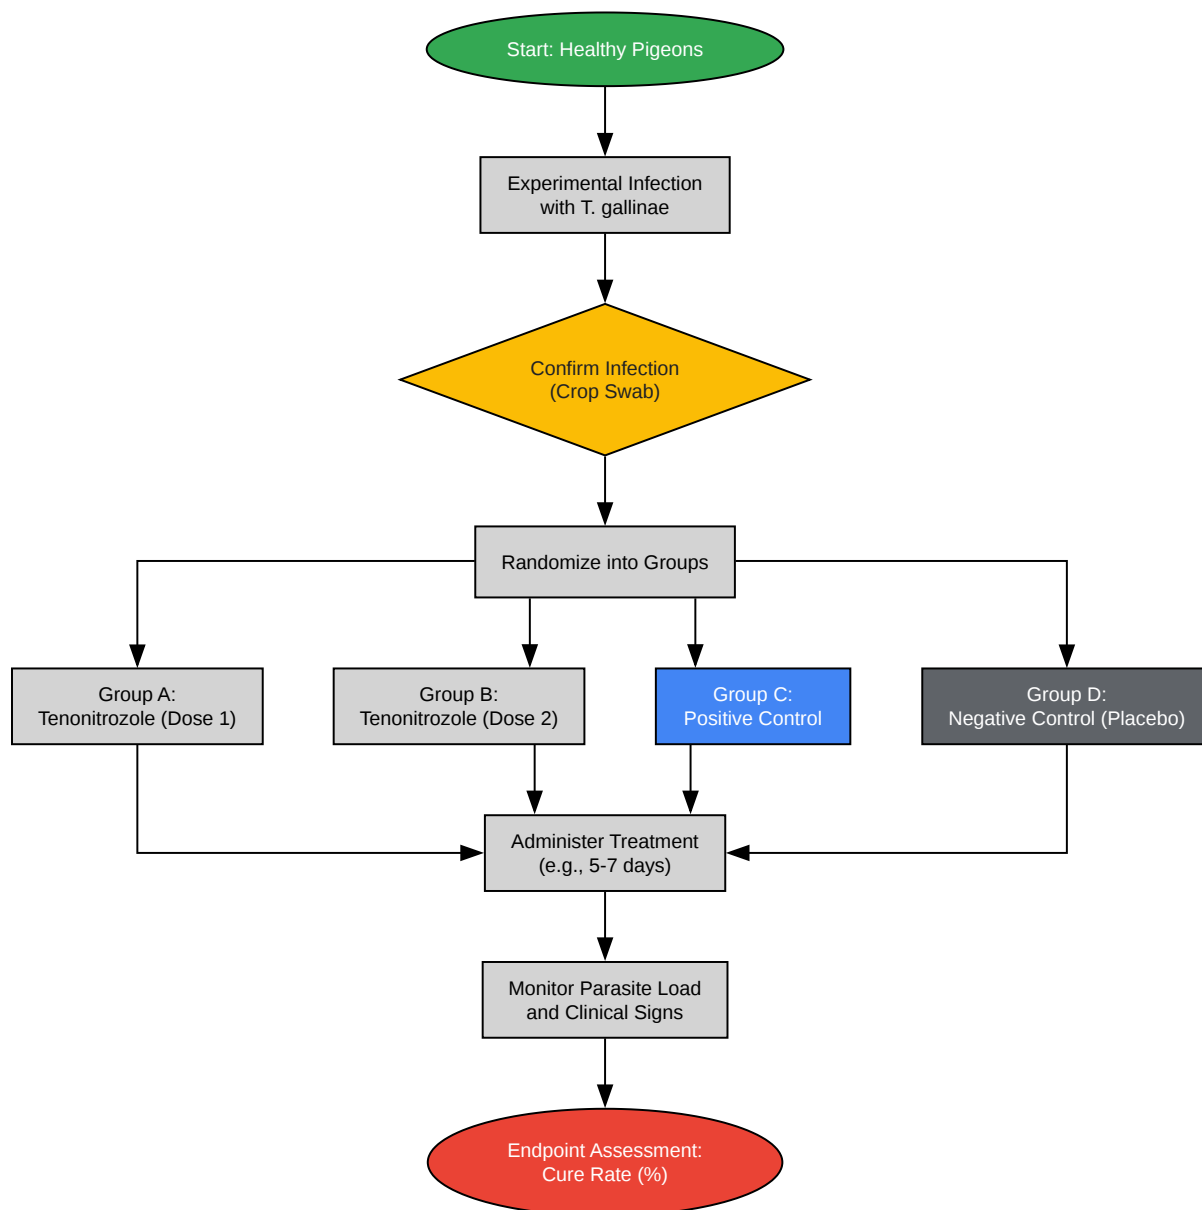 Start: Healthy Pigeons
Experimental Infection
with T. gallinae
Confirm Infection
(Crop Swab)
Randomize into Groups
Group A:
Tenonitrozole (Dose 1)
Group B:
Tenonitrozole (Dose 2)
Group C:
Positive Control
Group D:
Negative Control (Placebo)
Administer Treatment
(e.g., 5-7 days)
Monitor Parasite Load
and Clinical Signs
Endpoint Assessment:
Cure Rate (%)